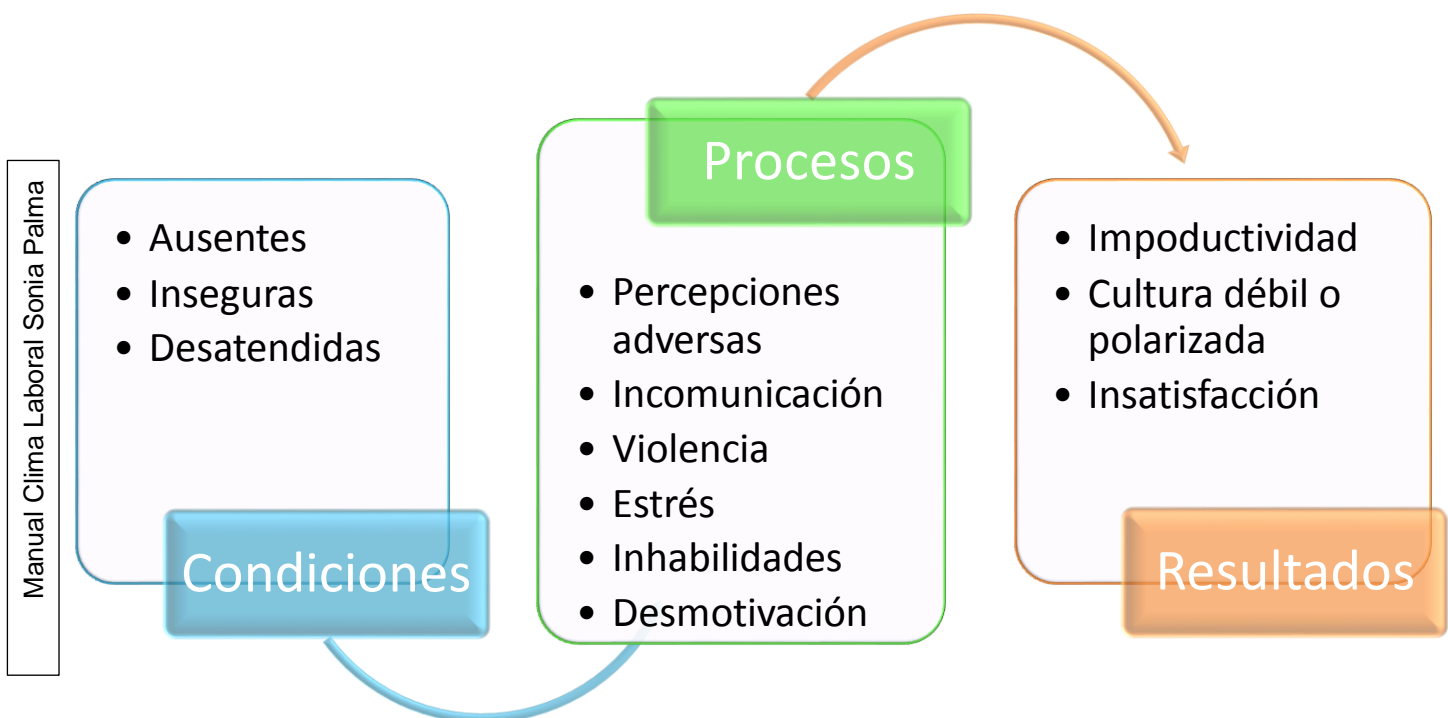 Manual Clima Laboral Sonia Palma
• Ausentes
• Inseguras
• Desatendidas
Condiciones
Procesos
• Percepciones
adversas
• Incomunicación
• Violencia
• Estrés
• Inhabilidades
• Desmotivación
• Impoductividad
• Cultura débil o
polarizada
• Insatisfacción
Resultados